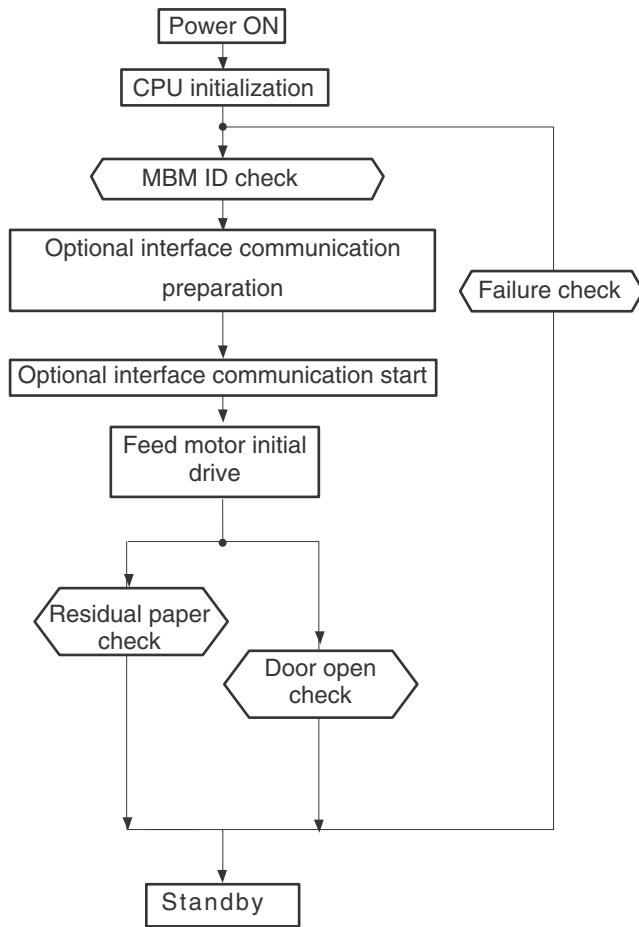 Power ON
CPU initialization
MBM ID check
Optional interface communication
preparation
Failure check
Optional interface communication start
Feed motor initial
drive
Residual paper
check
Door open
check
Standby